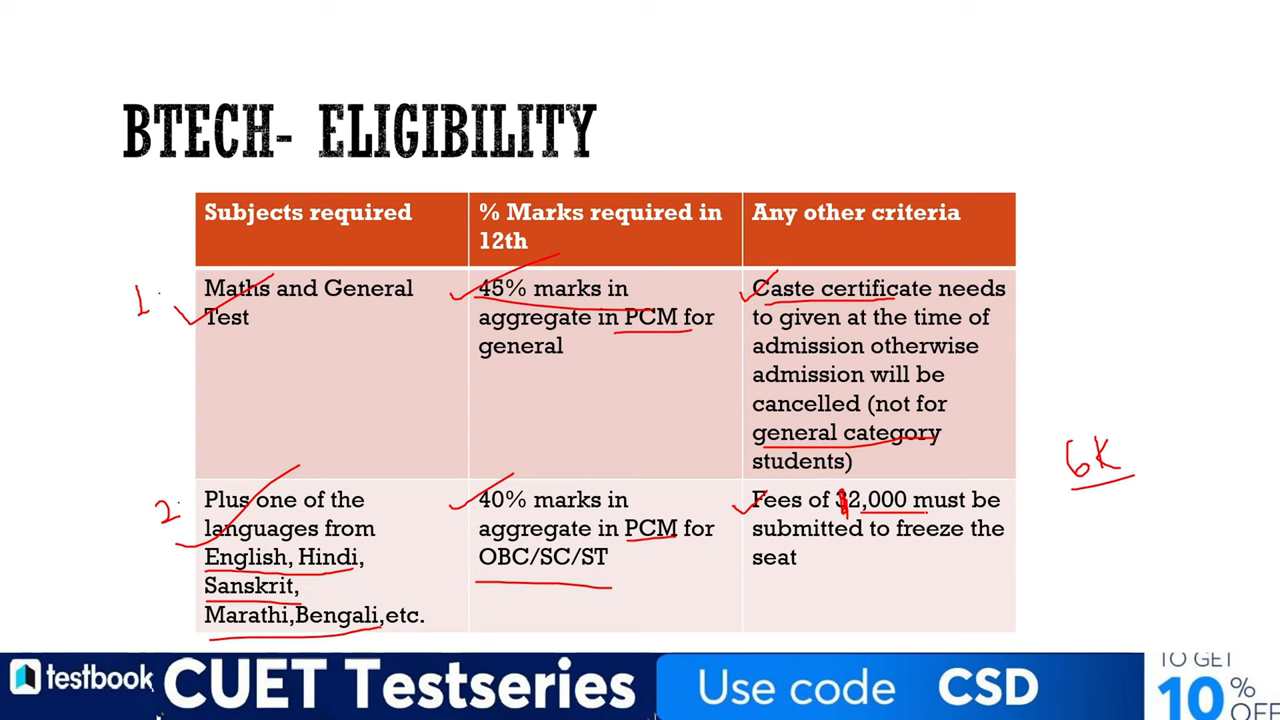 BTECH- ELIGIBILITY
Subjects required
% Marks required in
12th
Any other criteria
1.
Maths and General
Test
45% marks in
aggregate in PCM for
general
Caste certificate needs
to given at the time of
admission otherwise
admission will be
cancelled (not for
general category
students)
6K
2.
Plus one of the
languages from
English, Hindi,
Sanskrit,
Marathi,Bengali,etc.
40% marks in
aggregate in PCM for
OBC/SC/ST
Fees of 2,000 must be
submitted to freeze the
seat
testbook
CUET Testseries
Use code CSD
TO GET
10 % OFF